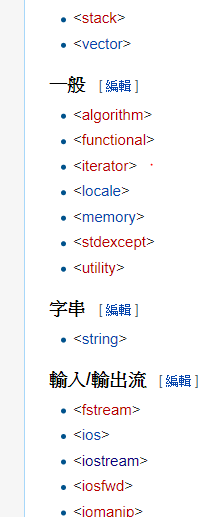 <stack>
<vector>
一般 [編輯]
<algorithm>
<functional>
<iterator>
<locale>
<memory>
<stdexcept>
<utility>
字串 [編輯]
<string>
輸入/輸出流 [編輯]
<fstream>
<ios>
<iostream>
<iosfwd>
<iomanip>